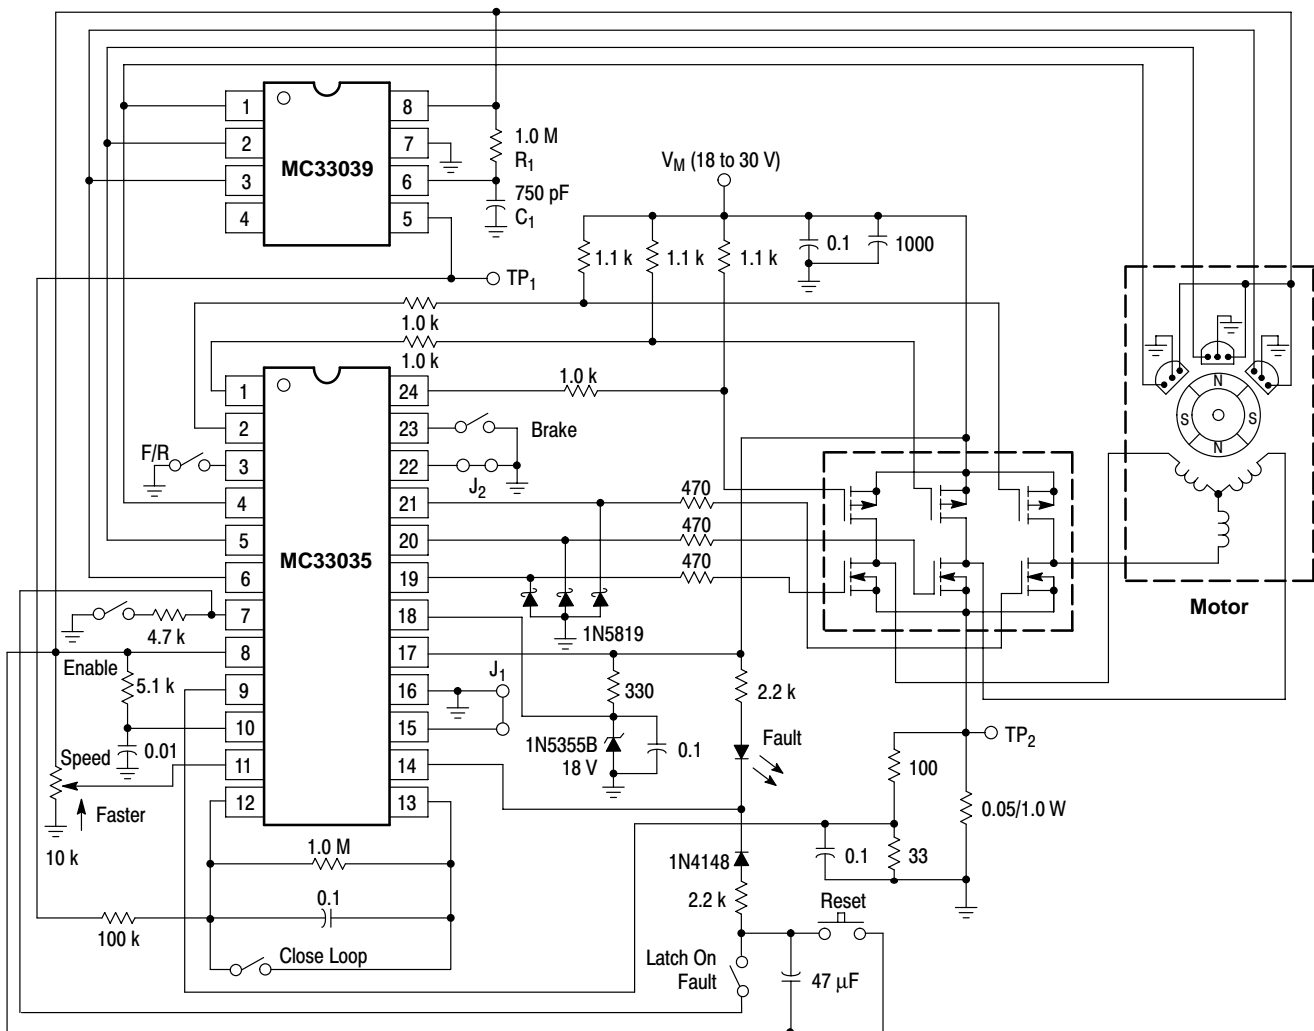 1
2
3
4
MC33039
8
7
6
5
1.0 M
R1
750 pF
C1
TP1
VM (18 to 30 V)
1.1 k
1.1 k
1.1 k
0.1
1000
1.0 k
1.0 k
1.0 k
1
2
3
4
5
6
7
8
9
10
11
12
MC33035
24
23
22
21
20
19
18
17
16
15
14
13
F/R
Brake
J2
470
470
470
1N5819
4.7 k
Enable
5.1 k
0.01
Speed
Faster
10 k
J1
330
1N5355B
18 V
0.1
2.2 k
Fault
1N4148
2.2 k
Latch On
Fault
Reset
47 µF
TP2
100
0.05/1.0 W
0.1
33
1.0 M
0.1
100 k
Close Loop
N
S
S
N
Motor